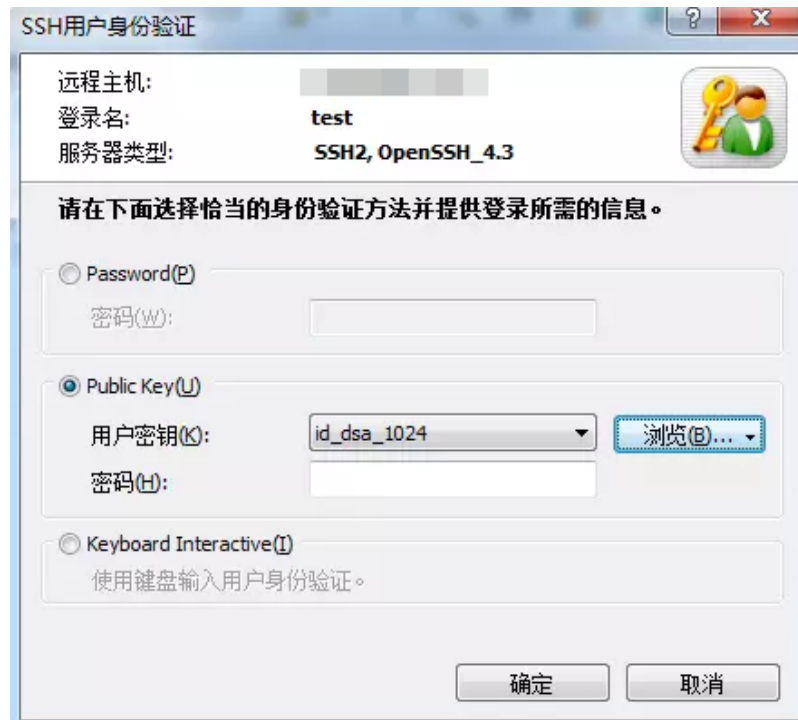 SSH用户身份验证
远程主机:
登录名: test
服务器类型: SSH2, OpenSSH_4.3
请在下面选择恰当的身份验证方法并提供登录所需的信息。
Password(P)
密码(W):
Public Key(U)
用户密钥(K): id_dsa_1024 浏览(B)...
密码(H):
Keyboard Interactive(I)
使用键盘输入用户身份验证。
确定 取消